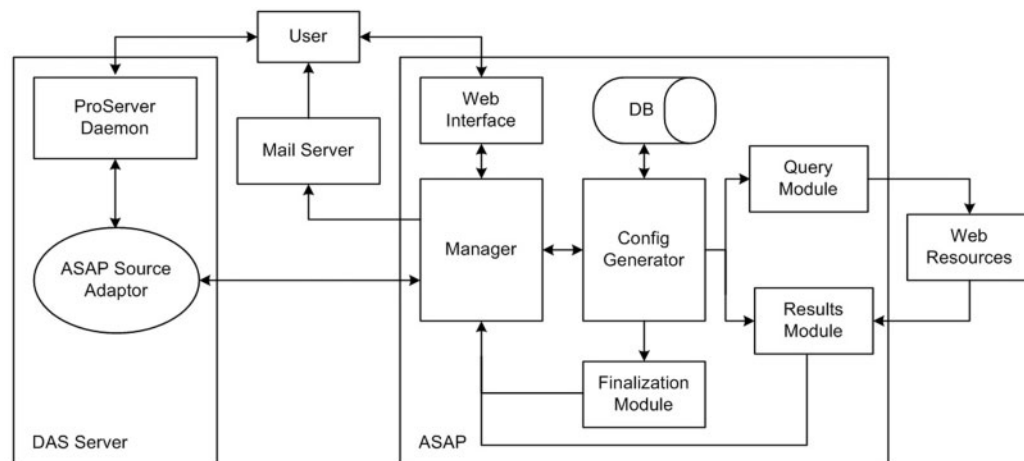 User
ProServer
Daemon
Web
Interface
DB
Mail Server
Query
Module
Manager
Config
Generator
Web
Resources
ASAP Source
Adaptor
Results
Module
Finalization
Module
DAS Server
ASAP